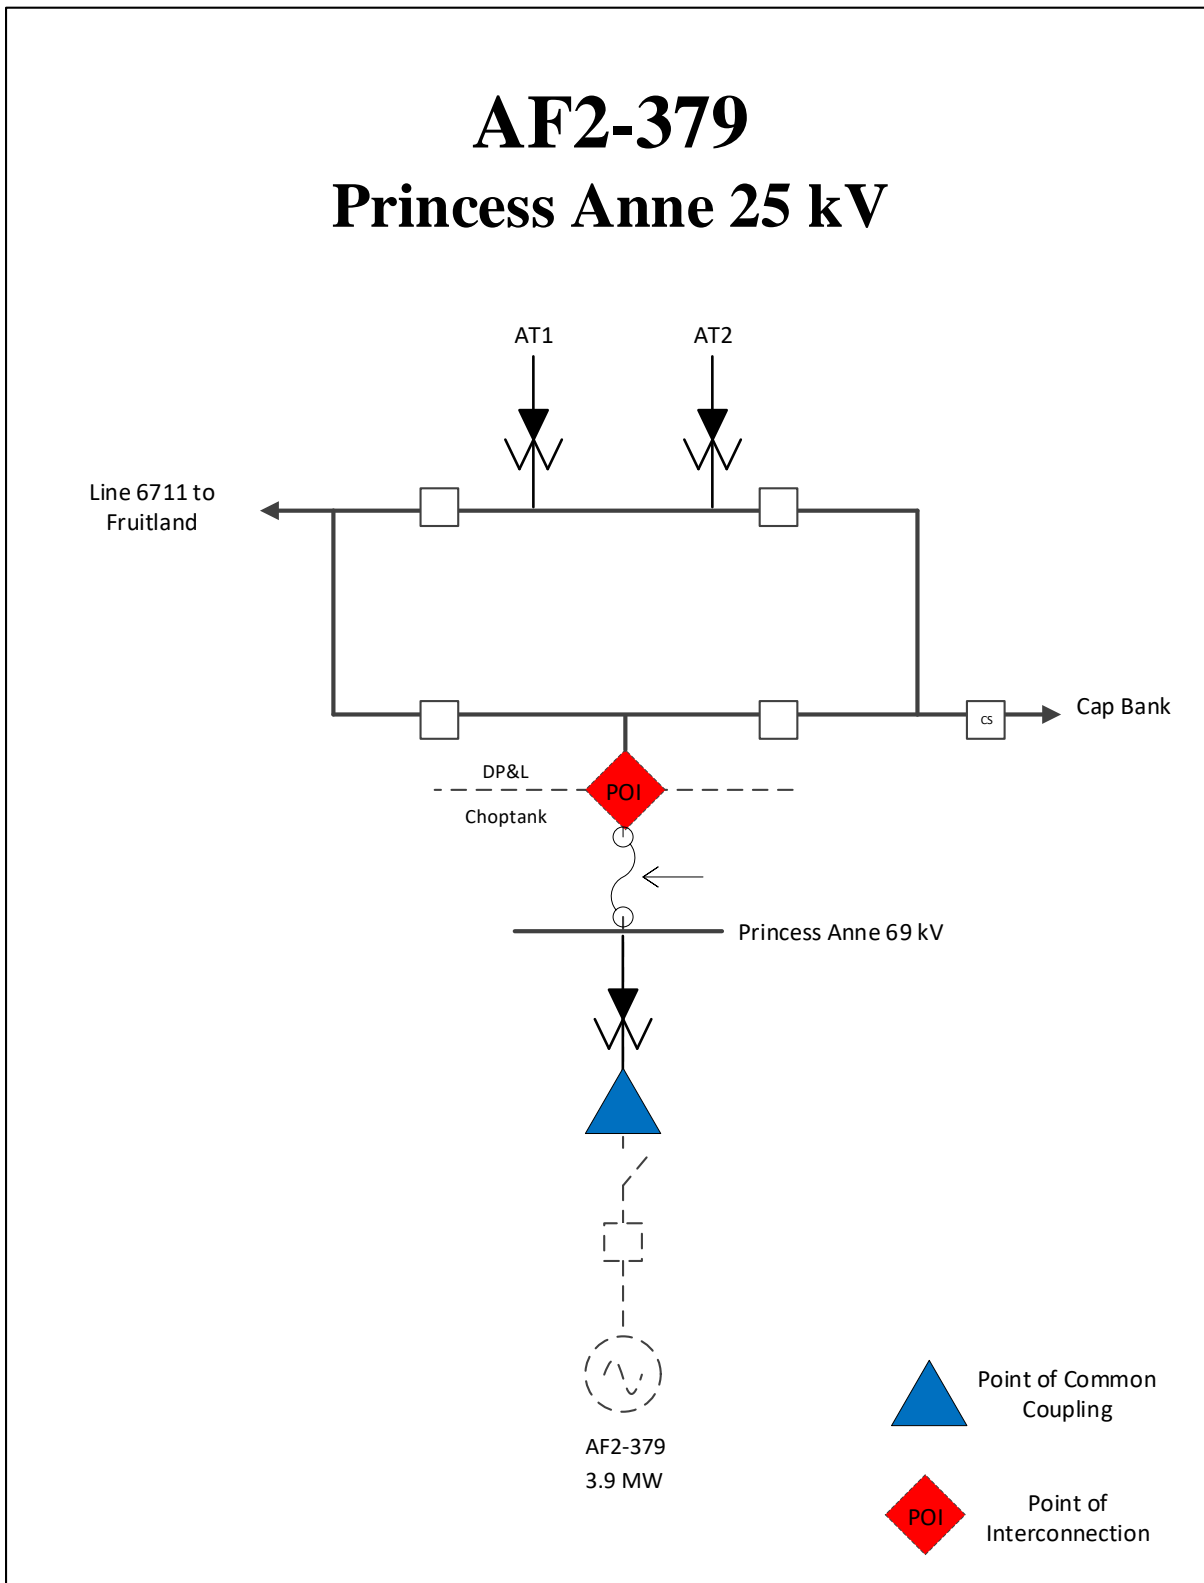 AF2-379
Princess Anne 25 kV
AT1
AT2
Line 6711 to
Fruitland
Cap Bank
CS
DP&L
POI
Choptank
Princess Anne 69 kV
AF2-379
3.9 MW
Point of Common
Coupling
POI
Point of
Interconnection